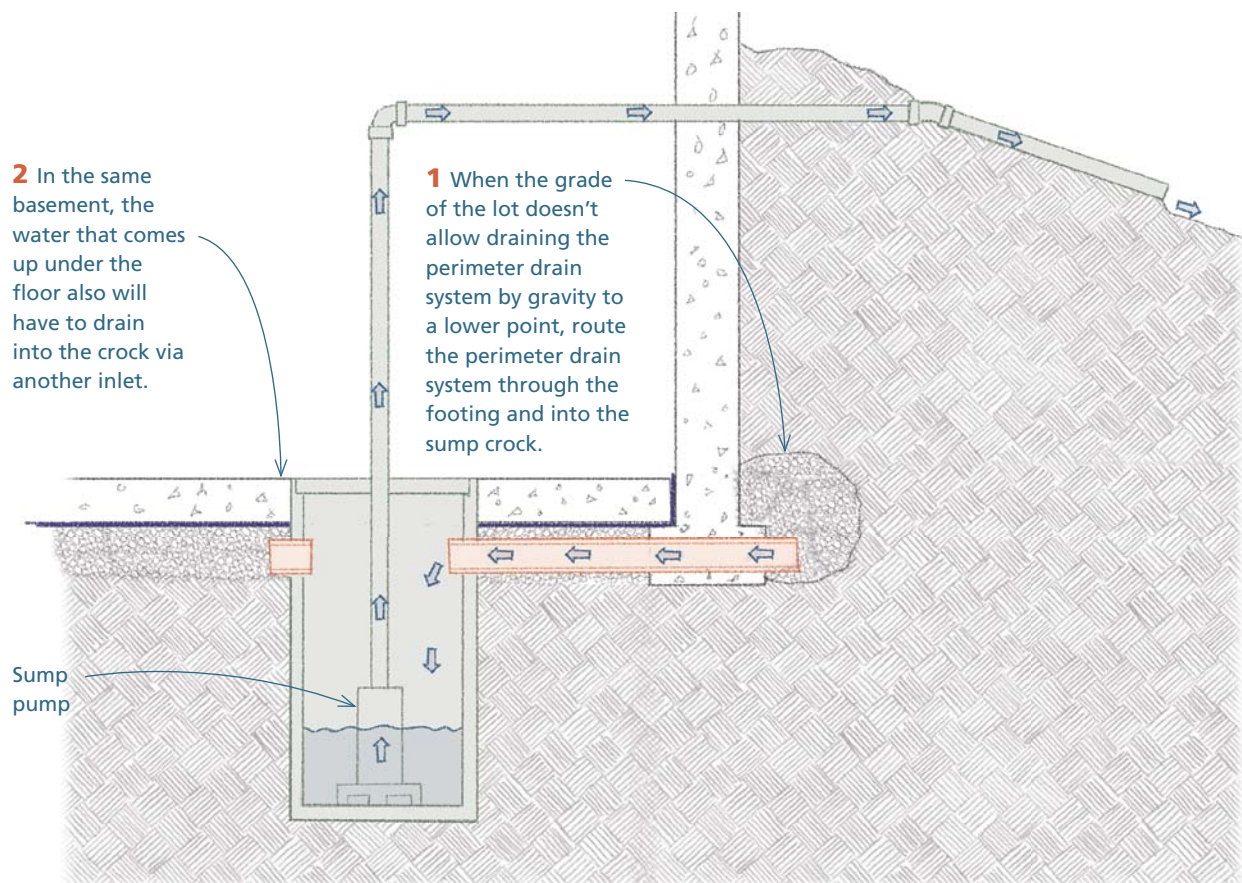 2 In the same
basement, the
water that comes
up under the
floor also will
have to drain
into the crock via
another inlet.
1 When the grade
of the lot doesn’t
allow draining the
perimeter drain
system by gravity to
a lower point, route
the perimeter drain
system through the
footing and into the
sump crock.
Sump
pump